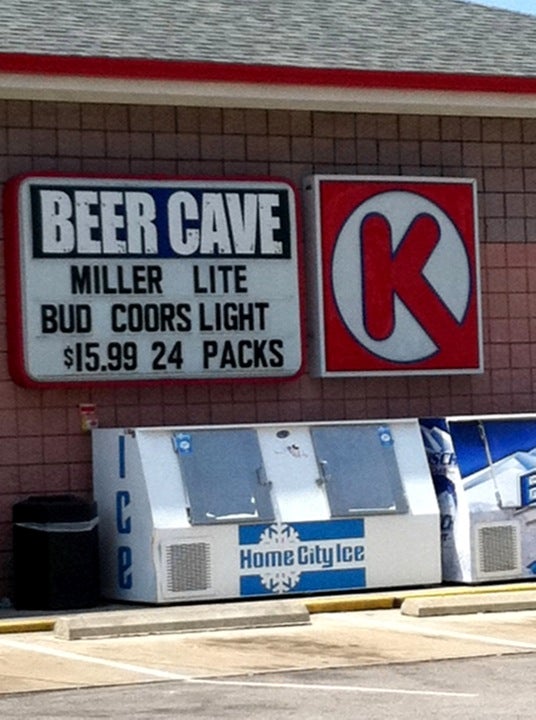 BEER CAVE
MILLER LITE
BUD COORS LIGHT
$15.99 24 PACKS
K
ICE
Home City Ice